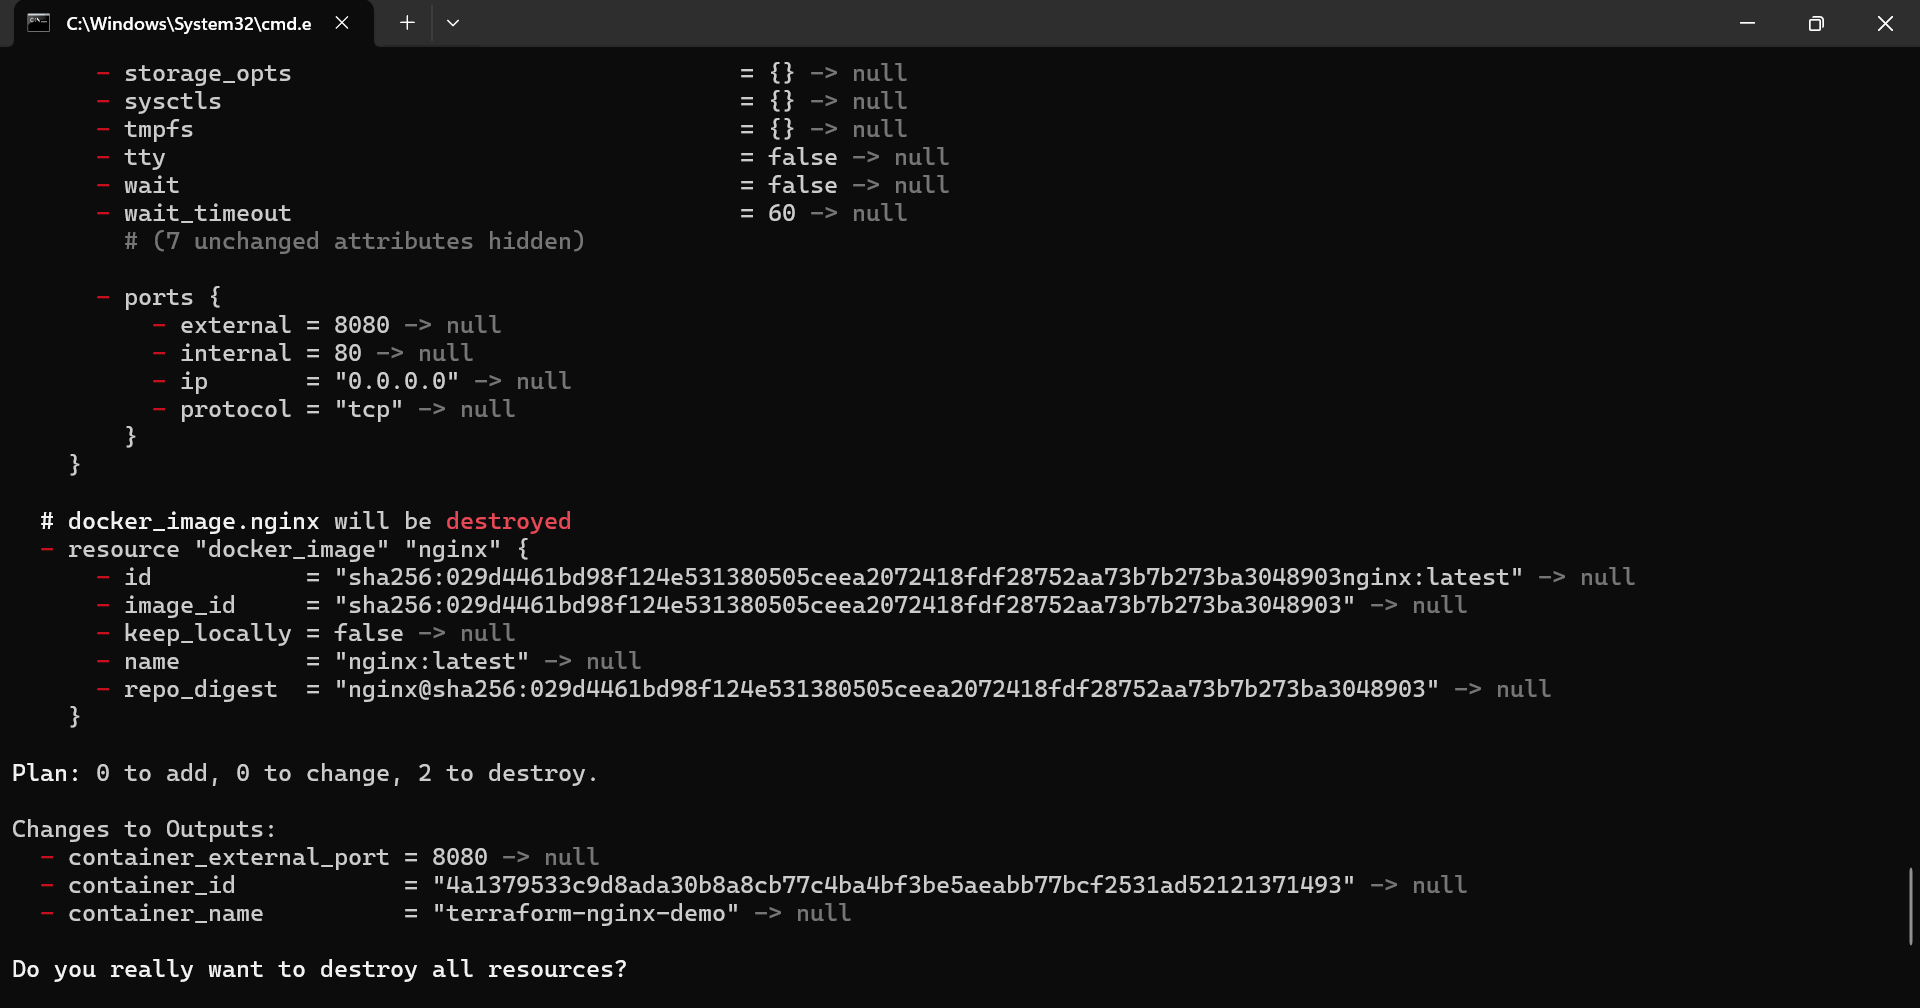 C:\Windows\System32\cmd.e
- storage_opts = {} -> null
- sysctls = {} -> null
- tmpfs = {} -> null
- tty = false -> null
- wait = false -> null
- wait_timeout = 60 -> null
# (7 unchanged attributes hidden)
- ports {
- external = 8080 -> null
- internal = 80 -> null
- ip = "0.0.0.0" -> null
- protocol = "tcp" -> null
}
}
# docker_image.nginx will be destroyed
- resource "docker_image" "nginx" {
- id = "sha256:029d4461bd98f124e531380505ceea2072418fdf28752aa73b7b273ba3048903nginx:latest" -> null
- image_id = "sha256:029d4461bd98f124e531380505ceea2072418fdf28752aa73b7b273ba3048903" -> null
- keep_locally = false -> null
- name = "nginx:latest" -> null
- repo_digest = "nginx@sha256:029d4461bd98f124e531380505ceea2072418fdf28752aa73b7b273ba3048903" -> null
}
Plan: 0 to add, 0 to change, 2 to destroy.
Changes to Outputs:
- container_external_port = 8080 -> null
- container_id = "4a1379533c9d8ada30b8a8cb77c4ba4bf3be5aeabb77bcf2531ad52121371493" -> null
- container_name = "terraform-nginx-demo" -> null
Do you really want to destroy all resources?